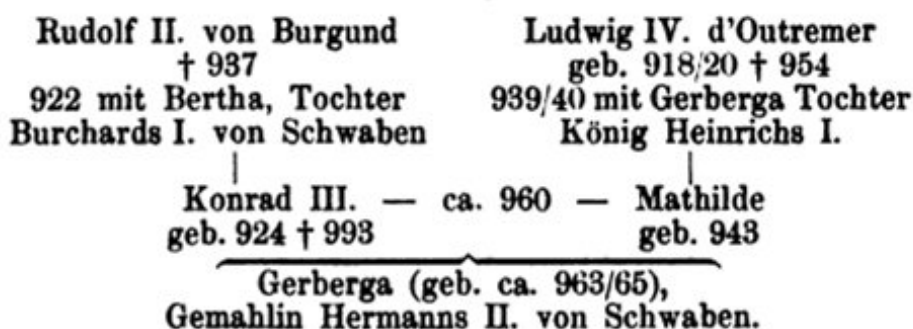 Rudolf II. von Burgund
† 937
922 mit Bertha, Tochter
Burchards I. von Schwaben
Ludwig IV. d'Outremer
geb. 918/20 † 954
939/40 mit Gerberga Tochter
König Heinrichs I.
Konrad III. — ca. 960 — Mathilde
geb. 924 † 993 geb. 943
Gerberga (geb. ca. 963/65),
Gemahlin Hermanns II. von Schwaben.